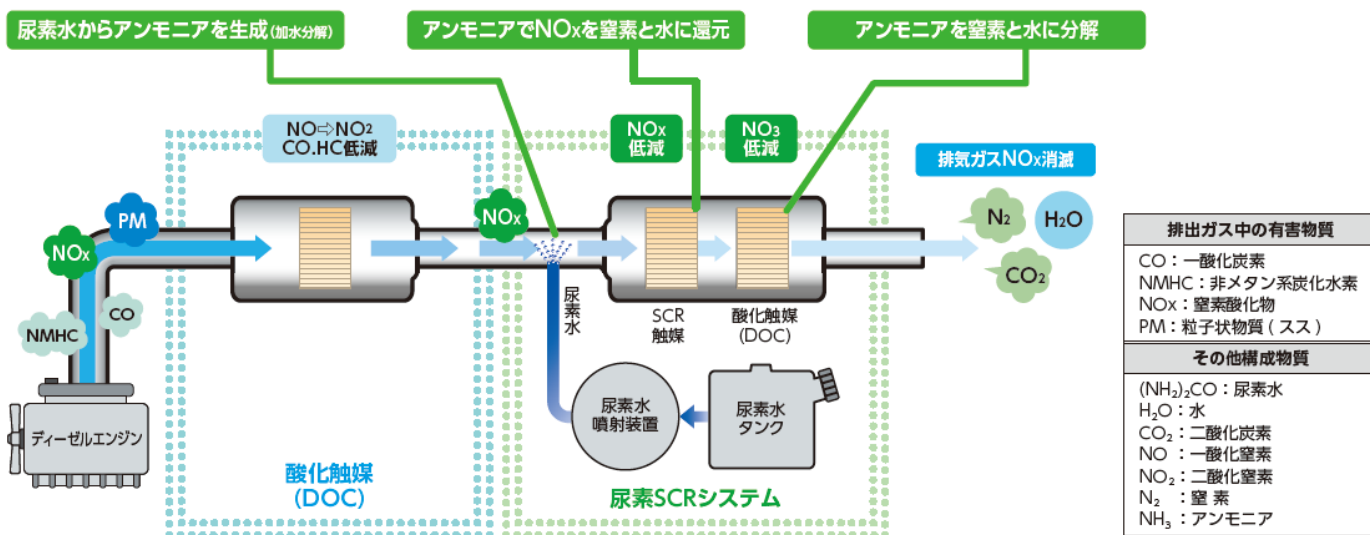 尿素水からアンモニアを生成(加水分解)
アンモニアでNOxを窒素と水に還元
アンモニアを窒素と水に分解
NO⇨NO₂
CO.HC低減
NOx
低減
NO₃
低減
排気ガスNOx消滅
PM
NOx
NMHC
CO
NOx
N₂
H₂O
CO₂
尿素水
SCR
触媒
酸化触媒
(DOC)
尿素水
噴射装置
尿素水
タンク
ディーゼルエンジン
酸化触媒
(DOC)
尿素SCRシステム
排出ガス中の有害物質
CO：一酸化炭素
NMHC：非メタン系炭化水素
NOx：窒素酸化物
PM：粒子状物質 ( スス )
その他構成物質
(NH₂)₂CO：尿素水
H₂O：水
CO₂：二酸化炭素
NO：一酸化窒素
NO₂：二酸化窒素
N₂：窒 素
NH₃：アンモニア